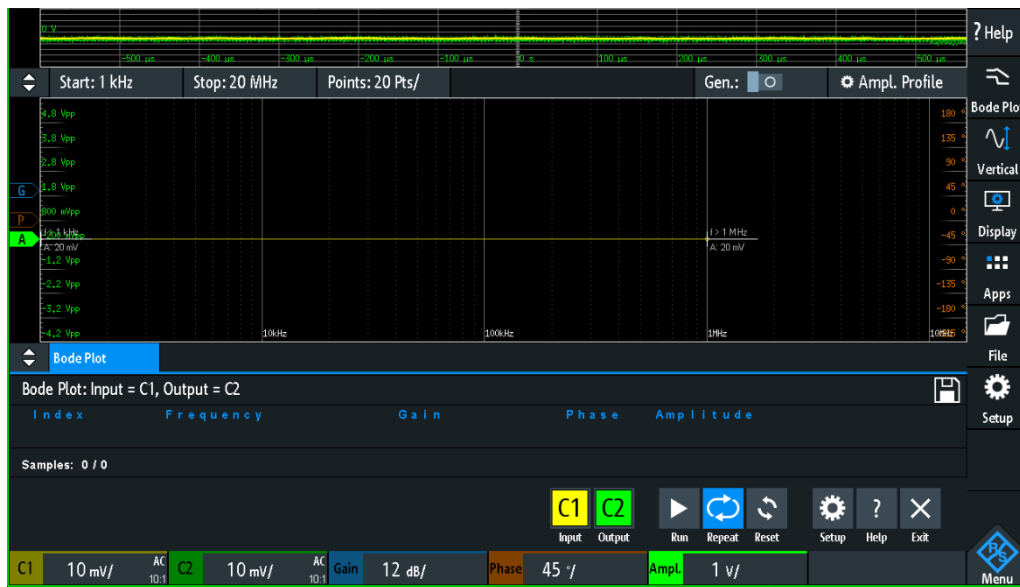 0 V
-500 µs -400 µs -300 µs -200 µs -100 µs 0 s 100 µs 200 µs 300 µs 400 µs 500 µs
? Help
Start: 1 kHz Stop: 20 MHz Points: 20 Pts/ Gen.: Ampl. Profile
Bode Plo
4.8 Vpp 180 °
3.8 Vpp 135 °
2.8 Vpp 90 °
Vertical
G 1.8 Vpp 45 °
P 800 mVpp 0 °
A f> 1 kHz f> 1 MHz -45 °
Display
A: 20 mV A: 20 mV
-1.2 Vpp -90 °
-2.2 Vpp -135 °
Apps
-3.2 Vpp -180 °
-4.2 Vpp 10kHz 100kHz 1MHz
Bode Plot
File
Bode Plot: Input = C1, Output = C2
Index Frequency Gain Phase Amplitude
Setup
Samples: 0 / 0
C1 C2 ?
Input Output Run Repeat Reset Setup Help Exit
C1 10 mV/ AC 10:1 C2 10 mV/ AC 10:1 Gain 12 dB/ Phase 45 °/ Ampl. 1 V/
R&S
Menu